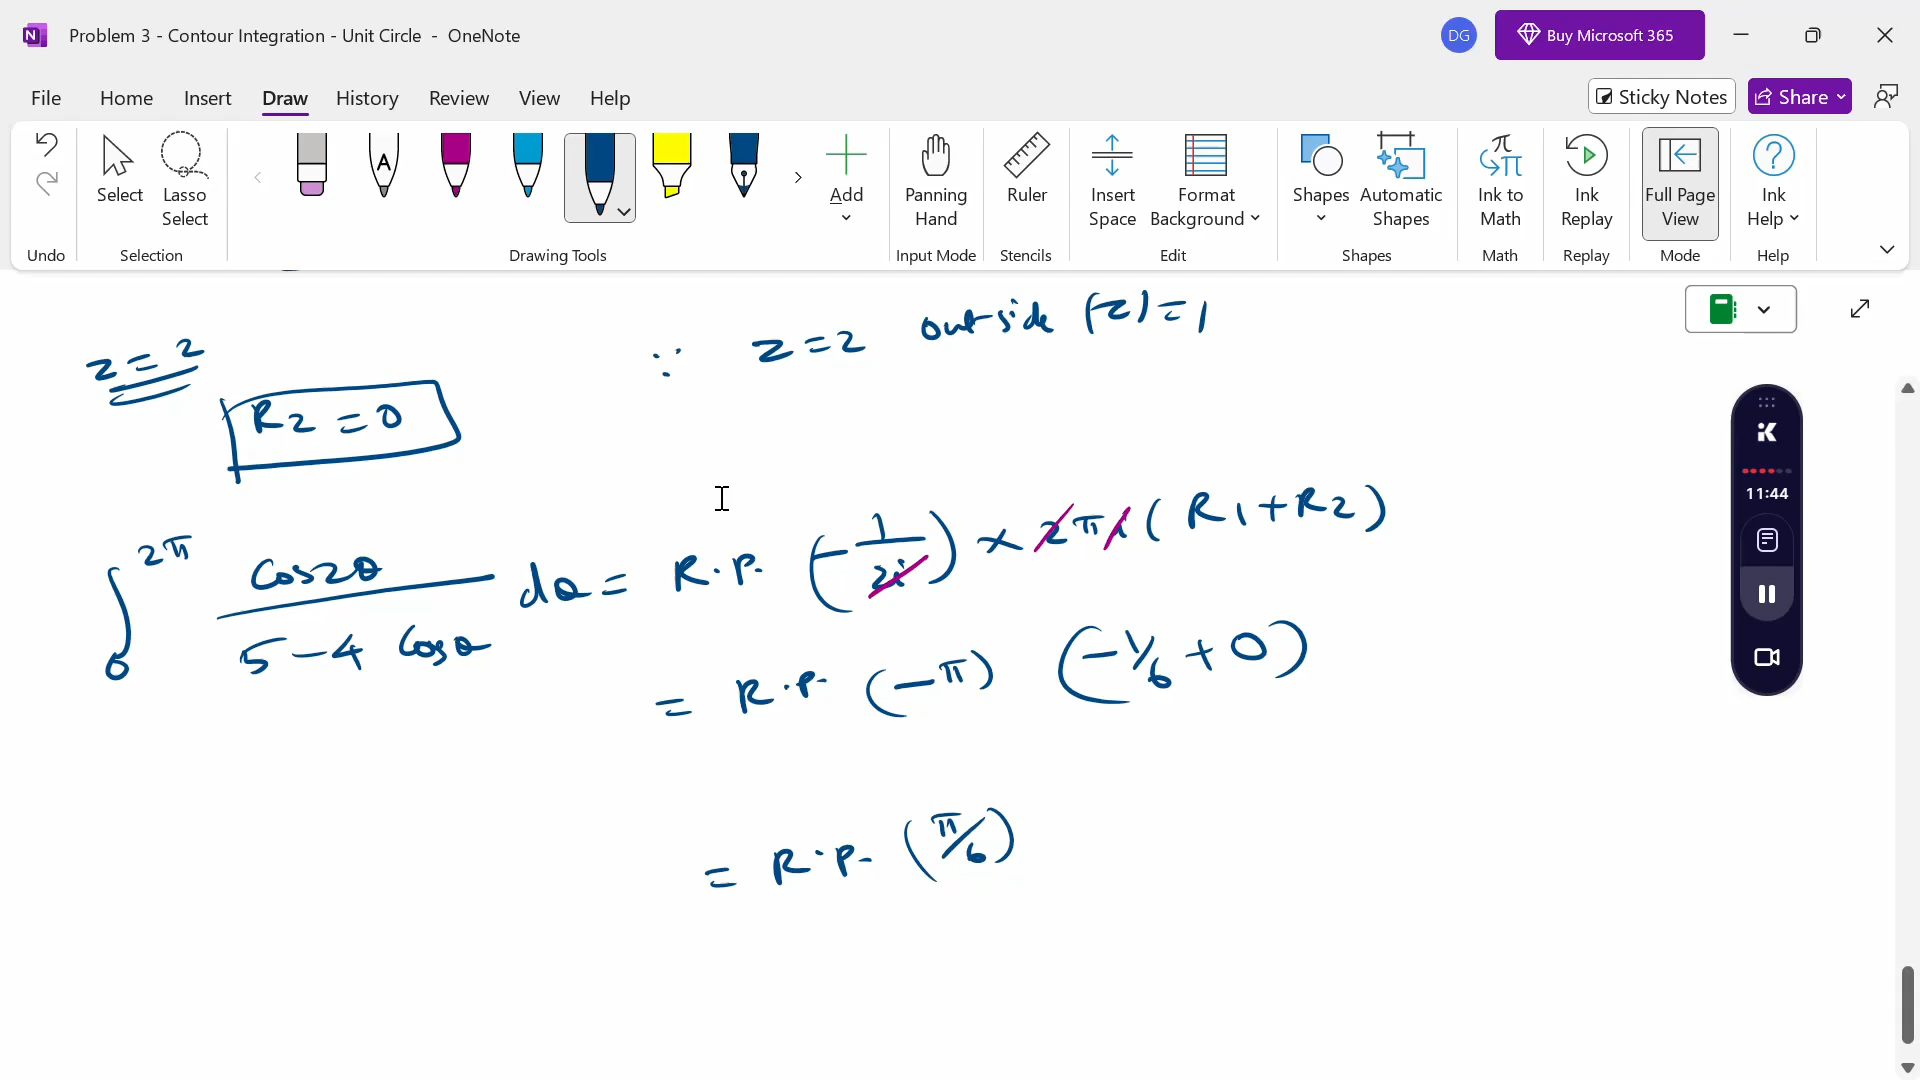 Problem 3 - Contour Integration - Unit Circle - OneNote
DG
Buy Microsoft 365
File Home Insert Draw History Review View Help
Sticky Notes
Share
A
Select
Lasso Select
Add
Panning Hand
Ruler
Insert Space
Format Background
Shapes
Automatic Shapes
Ink to Math
Ink Replay
Full Page View
Ink Help
Undo Selection Drawing Tools Input Mode Stencils Edit Shapes Math Replay Mode Help
z = 2 ∵ z = 2 outside |z| = 1
R2 = 0
11:44
∫₀^2π cos2θ / (5 - 4 cosθ) dθ = R.P. (-1/2i) × 2πi (R1 + R2)
= R.P. (-π) (-1/6 + 0)
= R.P. (π/6)